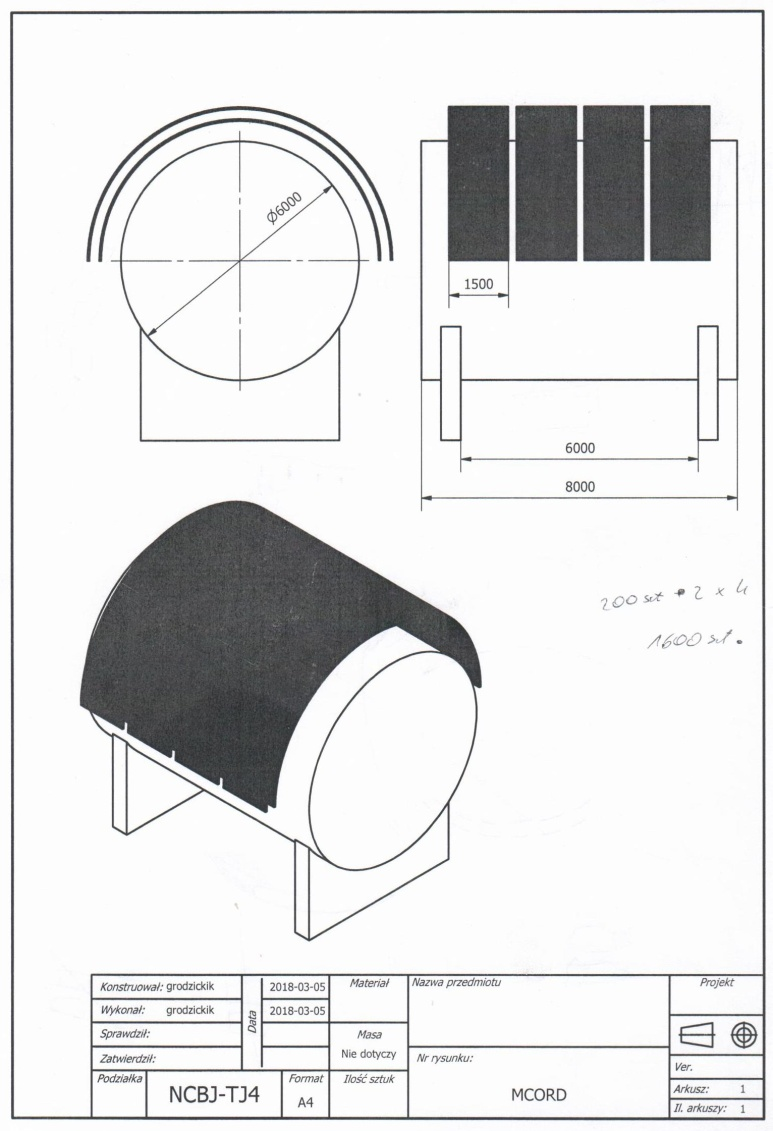 Ø6000
1500
6000
8000
200 szt • 2 x 4
1600 szt.
Konstruował: grodzickik
2018-03-05
Materiał
Nazwa przedmiotu
Projekt
Wykonał: grodzickik
2018-03-05
Data
Sprawdził:
Masa
Zatwierdził:
Nie dotyczy
Nr rysunku:
Ver.
Podziałka
NCBJ-TJ4
Format
A4
Ilość sztuk
MCORD
Arkusz: 1
Il. arkuszy: 1